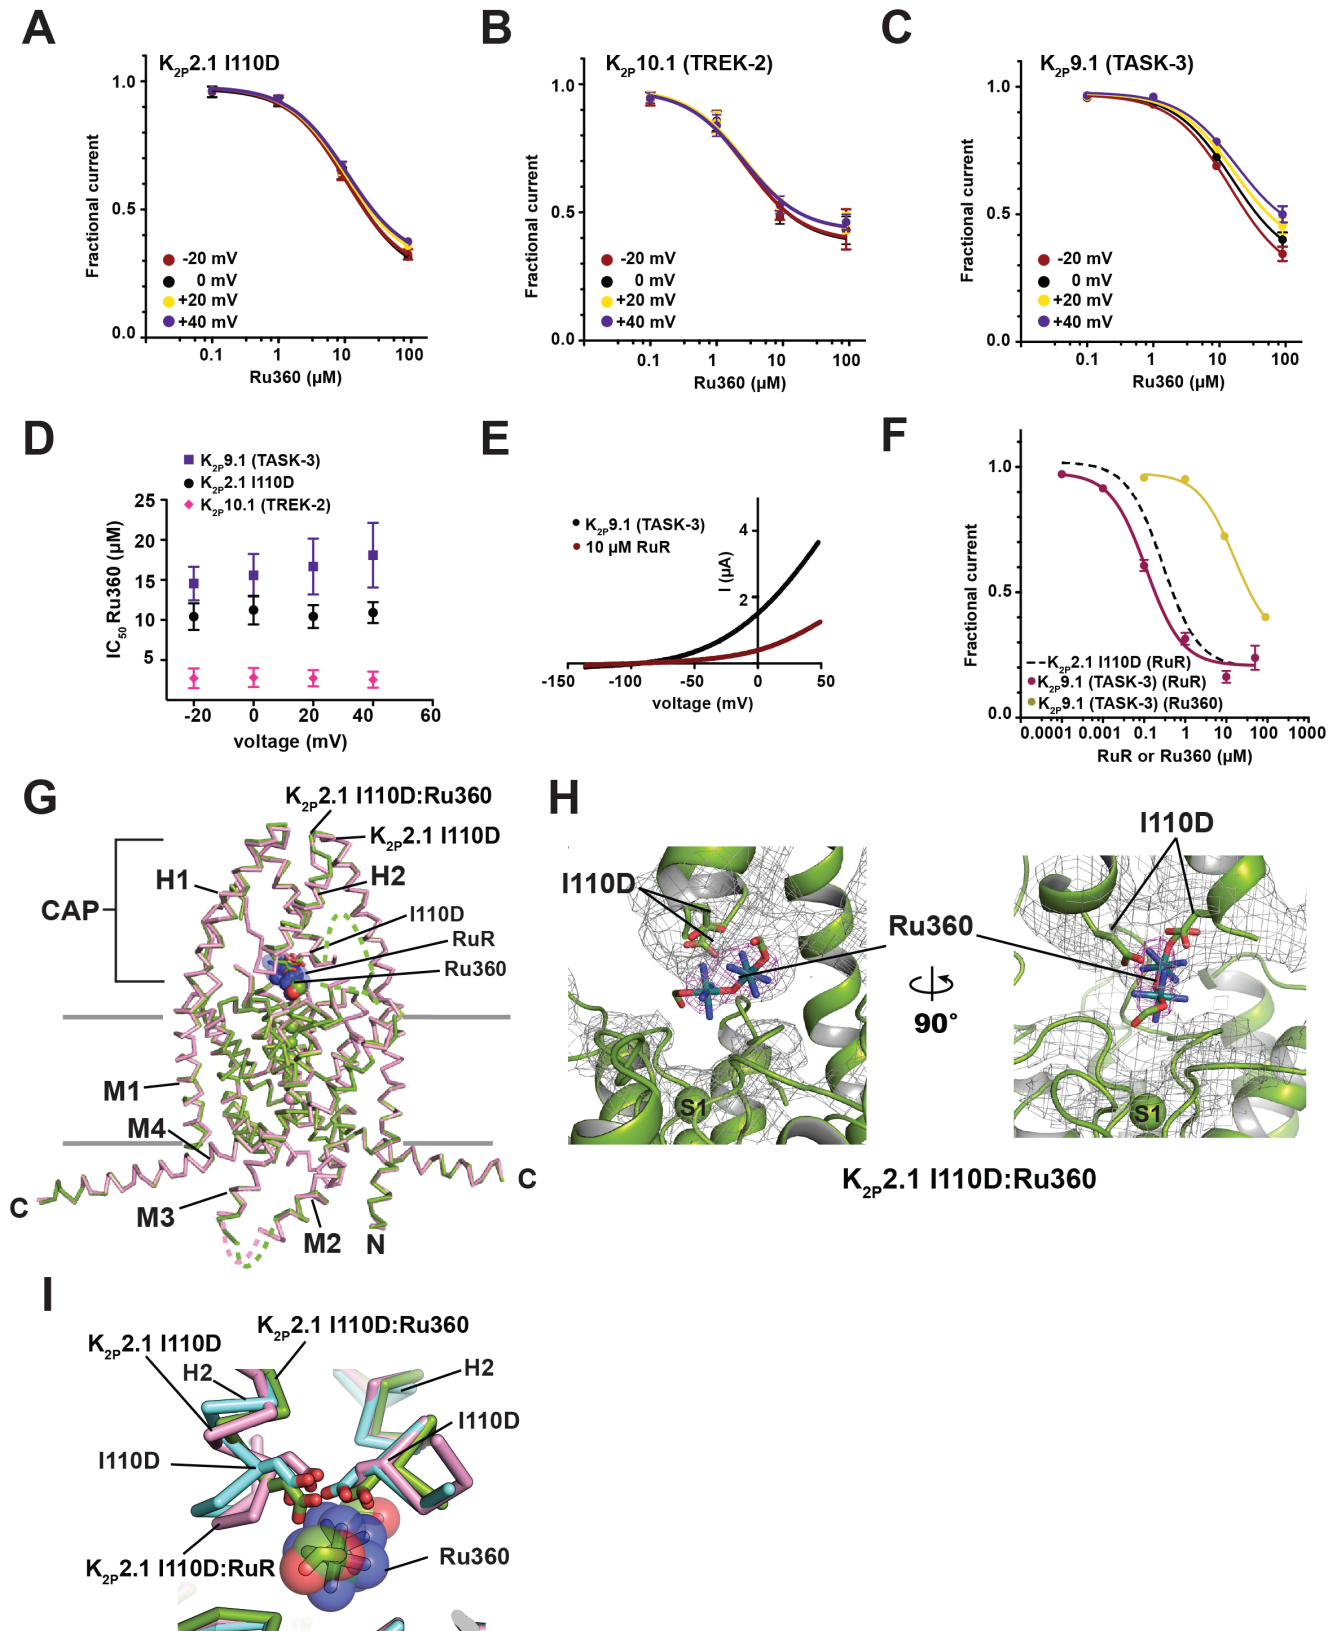 A
K2P2.1 I110D
Fractional current
1.0
0.5
0.0
-20 mV
0 mV
+20 mV
+40 mV
0.1 1 10 100
Ru360 (µM)
B
K2P10.1 (TREK-2)
Fractional current
1.0
0.5
0.0
-20 mV
0 mV
+20 mV
+40 mV
0.1 1 10 100
Ru360 (µM)
C
K2P9.1 (TASK-3)
Fractional current
1.0
0.5
0.0
-20 mV
0 mV
+20 mV
+40 mV
0.1 1 10 100
Ru360 (µM)
D
K2P9.1 (TASK-3)
K2P2.1 I110D
K2P10.1 (TREK-2)
IC50 Ru360 (µM)
25
20
15
10
5
-20 0 20 40 60
voltage (mV)
E
K2P9.1 (TASK-3)
10 µM RuR
I (µA)
4
2
-150 -100 -50 0 50
voltage (mV)
F
Fractional current
1.0
0.5
0.0
K2P2.1 I110D (RuR)
K2P9.1 (TASK-3) (RuR)
K2P9.1 (TASK-3) (Ru360)
0.0001 0.001 0.1 1 10 100 1000
RuR or Ru360 (µM)
G
K2P2.1 I110D:Ru360
K2P2.1 I110D
H1
H2
CAP
I110D
RuR
Ru360
M1
M4
C
C
M3
M2
N
H
I110D
I110D
Ru360
90°
S1
S1
K2P2.1 I110D:Ru360
I
K2P2.1 I110D:Ru360
K2P2.1 I110D
H2
H2
I110D
I110D
K2P2.1 I110D:RuR
Ru360